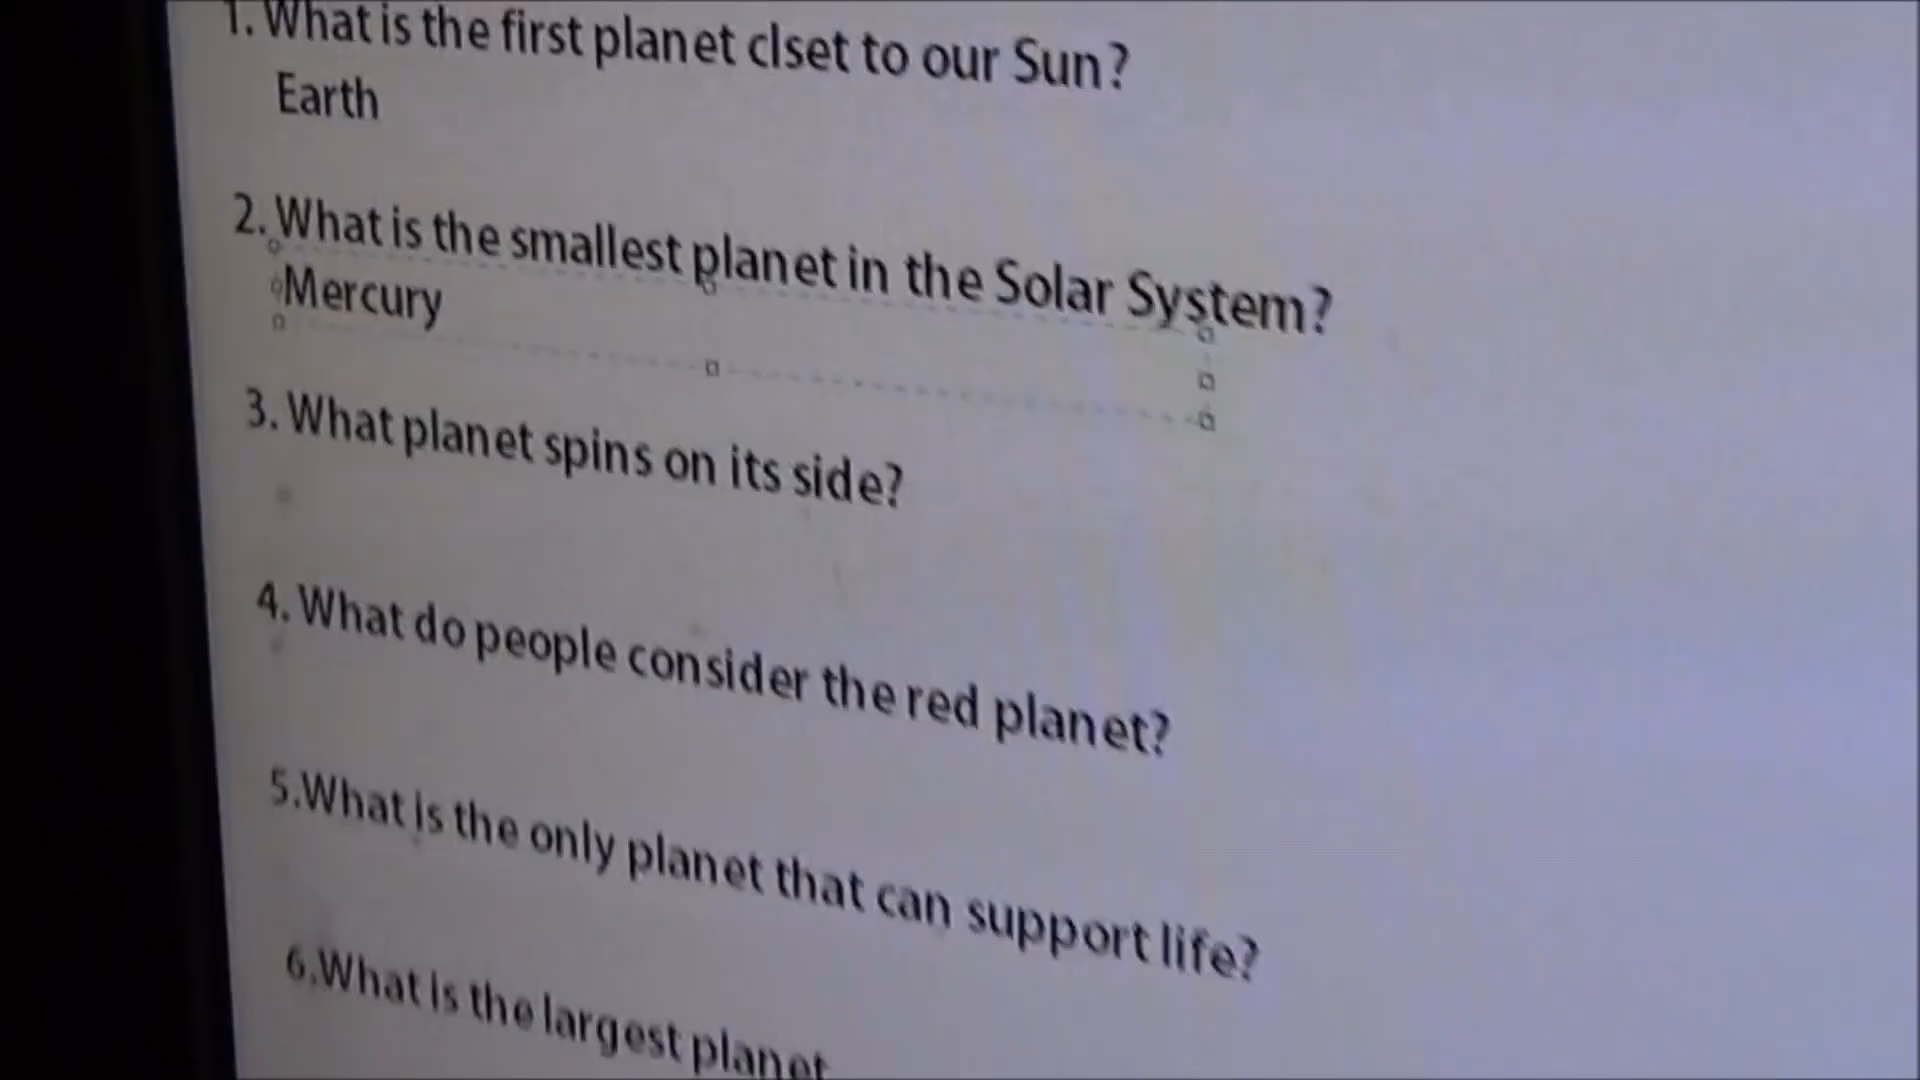 1. What is the first planet clset to our Sun?
Earth
2. What is the smallest planet in the Solar System?
Mercury
3. What planet spins on its side?
4. What do people consider the red planet?
5.What is the only planet that can support life?
6.What is the largest planet